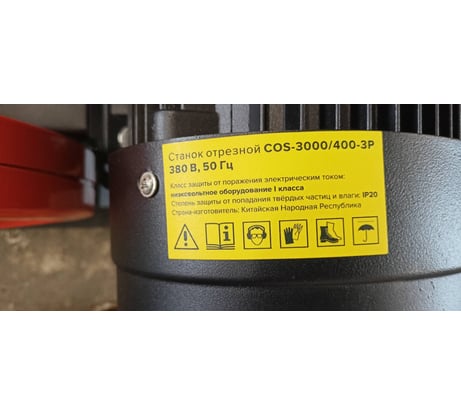 Станок отрезной COS-3000/400-3P
380 В, 50 Гц
Класс защиты от поражения электрическим током:
низковольное оборудование I класса
Степень защиты от попадания твёрдых частиц и влаги: IP20
Страна-изготовитель: Китайская Народная Республика